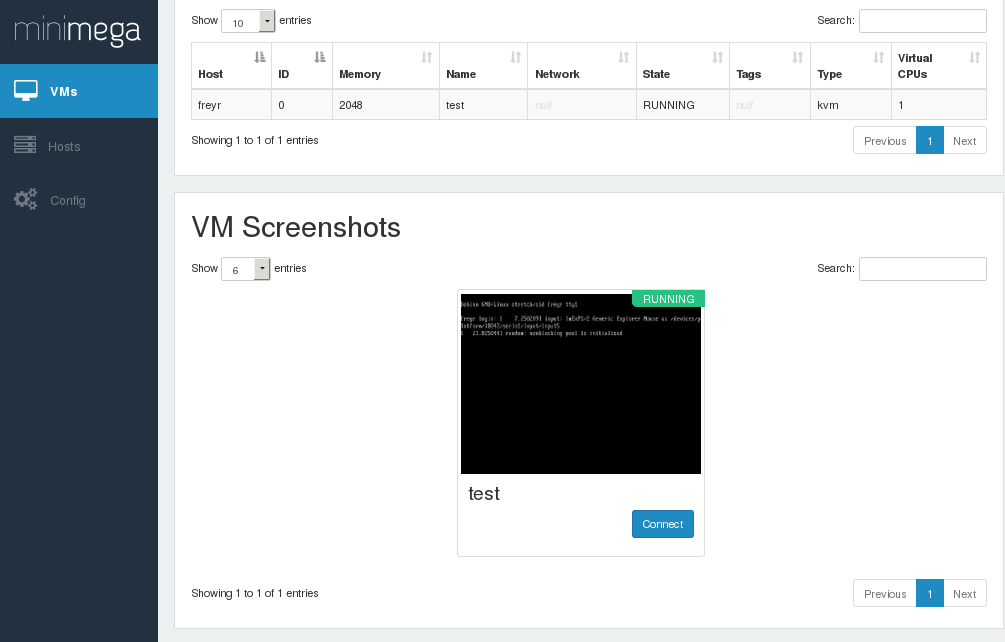 minimega
VMs
Hosts
Config
Show 10 entries
Search:
Host ID Memory Name Network State Tags Type Virtual CPUs
freyr 0 2048 test null RUNNING null kvm 1
Showing 1 to 1 of 1 entries
Previous 1 Next
VM Screenshots
Show 6 entries
Search:
RUNNING
Debian GNU/Linux stretch/sid freyr tty1
freyr login: [ 2.250289] input: ImExPS/2 Generic Explorer Mouse as /devices/p
latform/i8042/serio1/input/input5
random: nonblocking pool is initialized
test
Connect
Showing 1 to 1 of 1 entries
Previous 1 Next